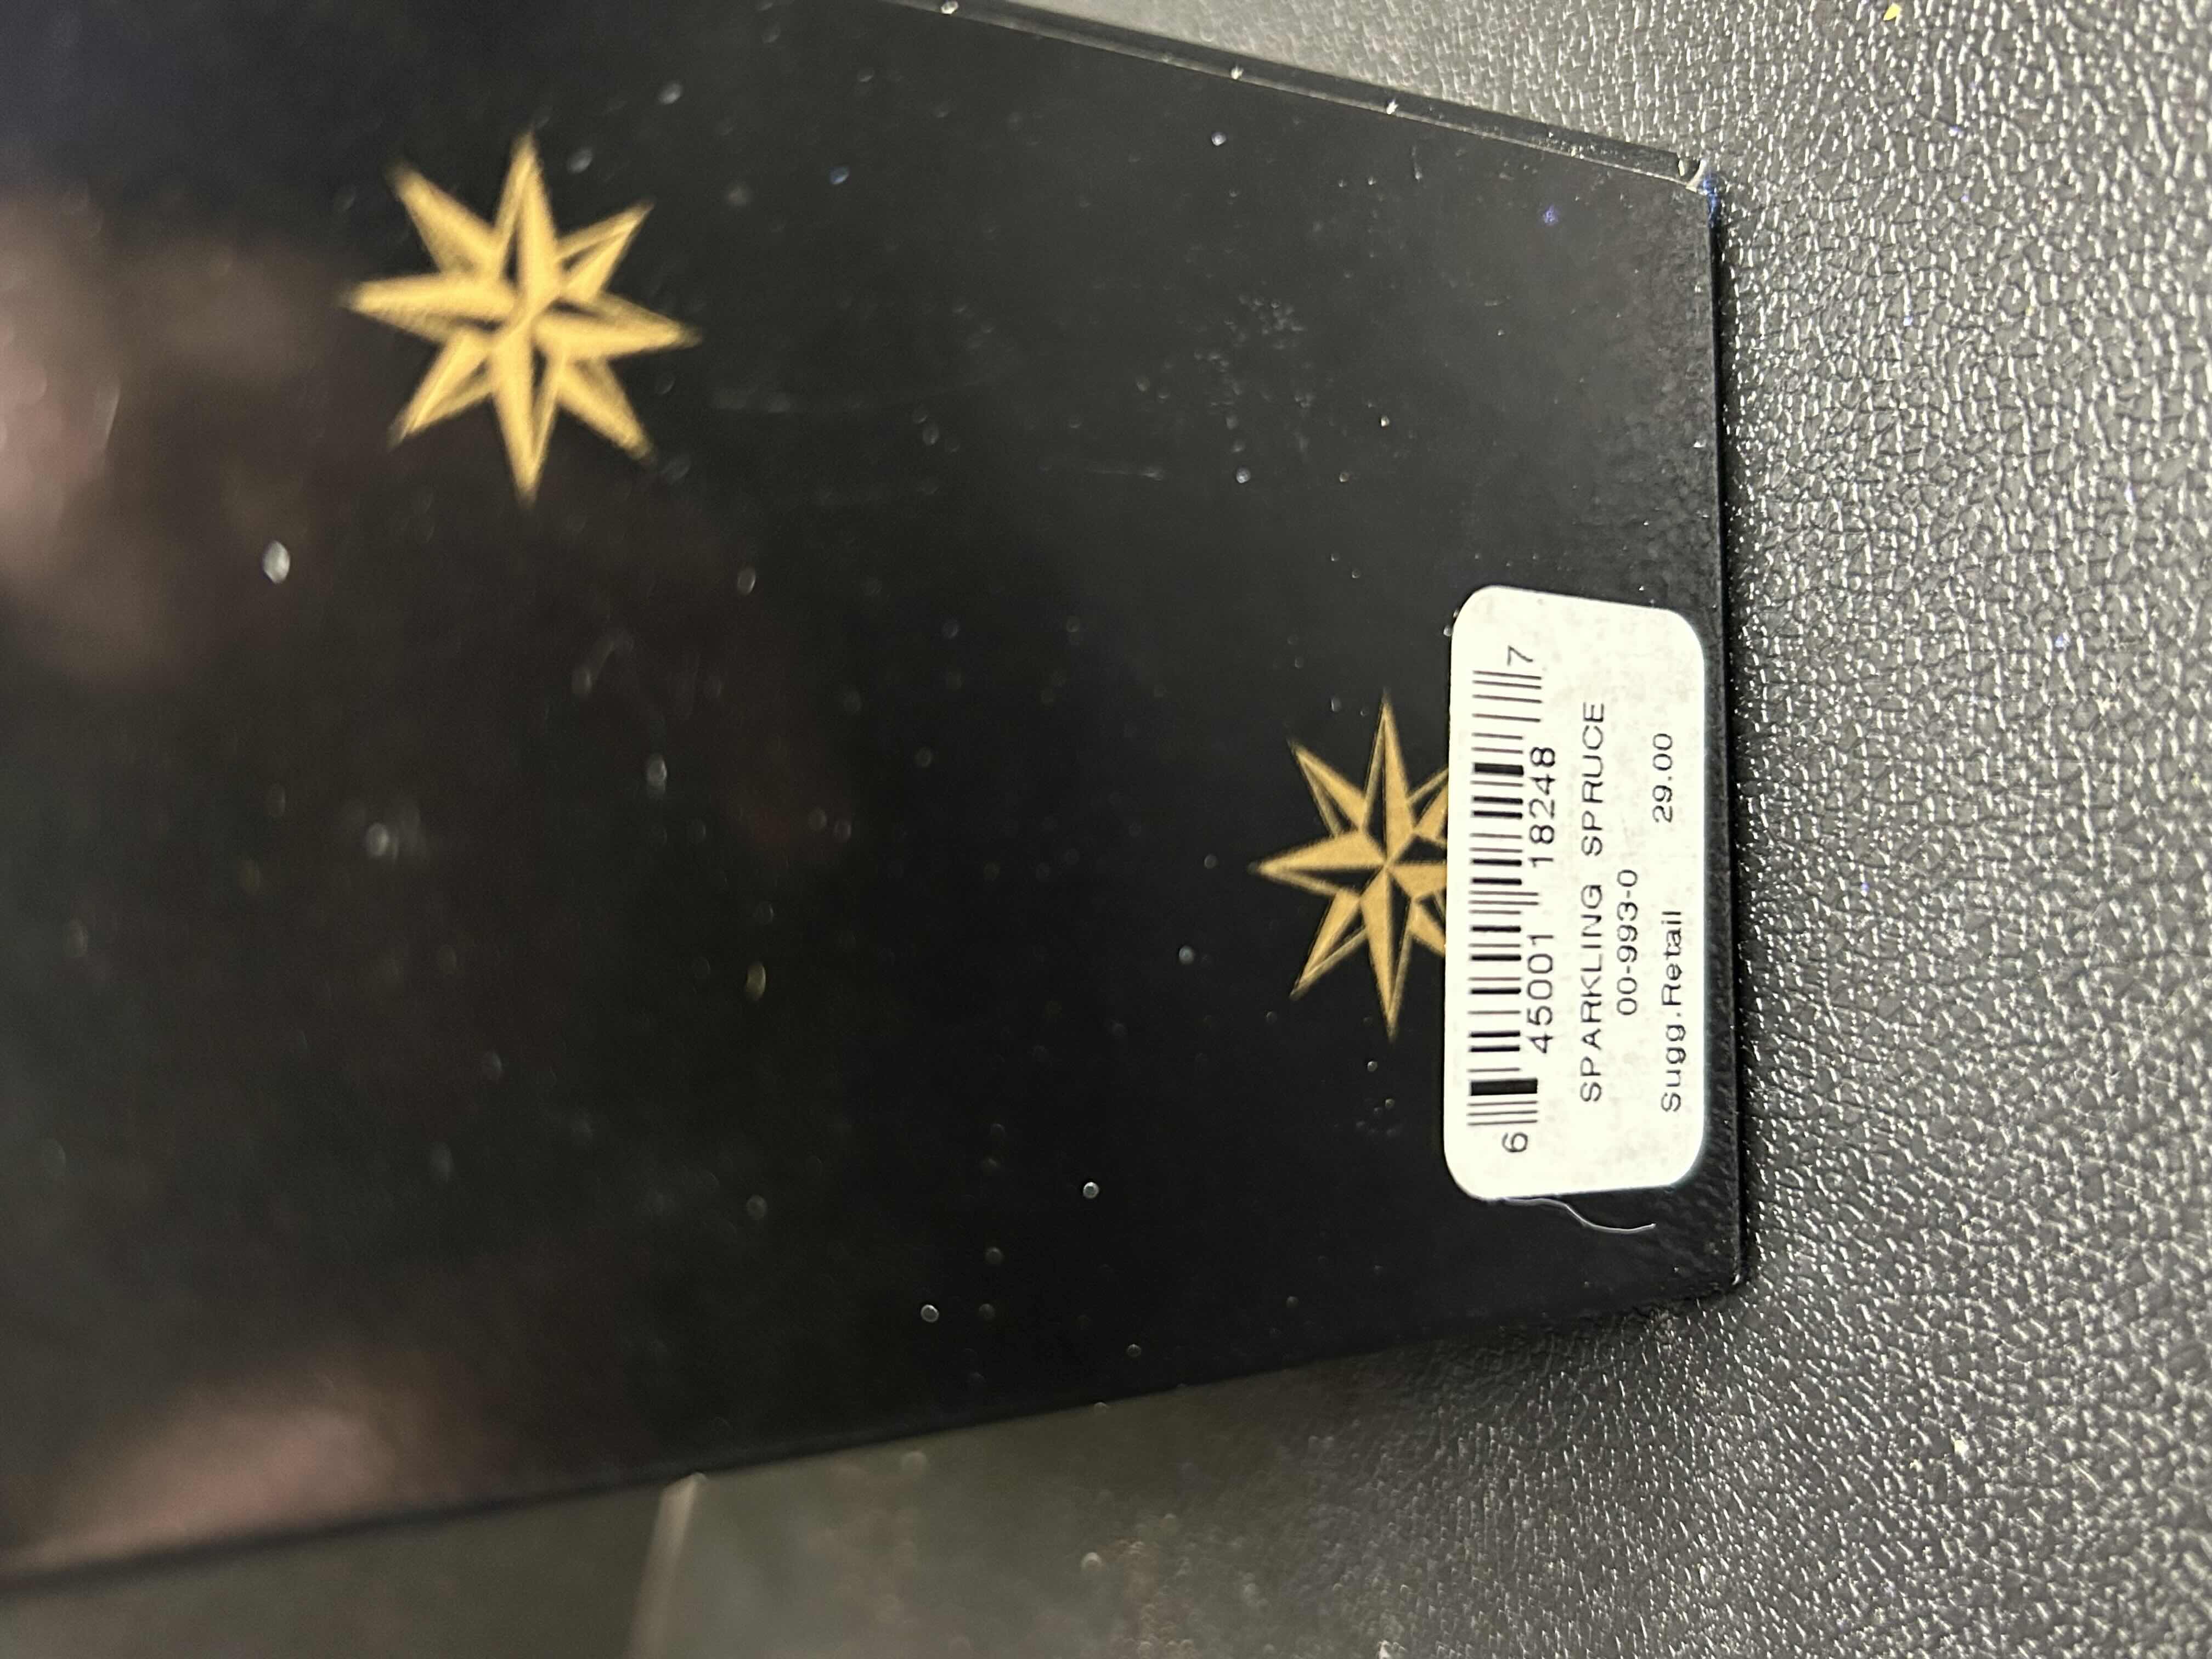 6 45001 18248 7
SPARKLING SPRUCE
00-993-0
Sugg.Retail 29.00